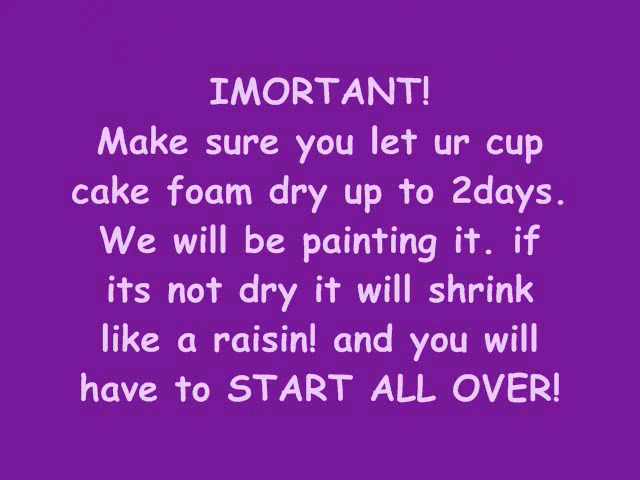 IMORTANT!
Make sure you let ur cup
cake foam dry up to 2days.
We will be painting it. if
its not dry it will shrink
like a raisin! and you will
have to START ALL OVER!